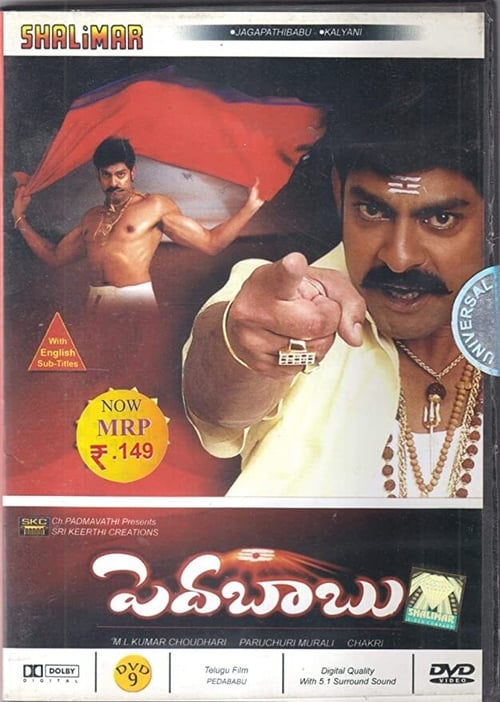 SHALiMAR
•JAGAPATHIBABU - •KALYANI
UNIVERSAL
With
English
Sub-Titles
NOW
MRP
₹.149
SKC
Ch.PADMAVATHI Presents
SRI KEERTHI CREATIONS
పెదబాబు
M.L KUMAR CHOUDHARI PARUCHURI MURALI CHAKRI
SHALIMAR
DOLBY
DIGITAL
DVD
9
Telugu Film
PEDABABU
Digital Quality
With 5.1 Surround Sound
DVD
VIDEO